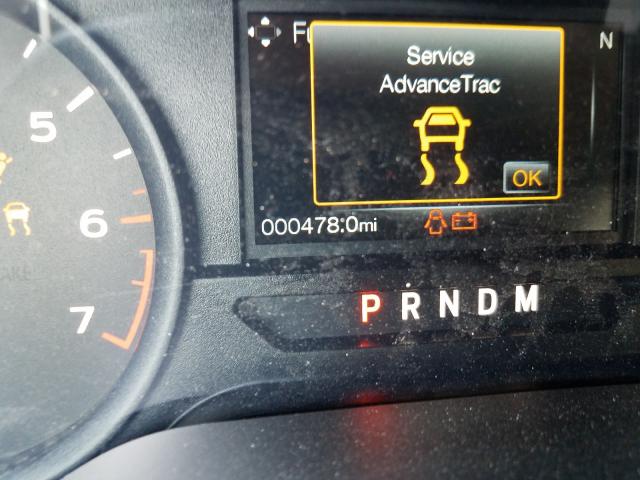 F
N
Service
AdvanceTrac
OK
000478.0mi
5
6
7
P R N D M